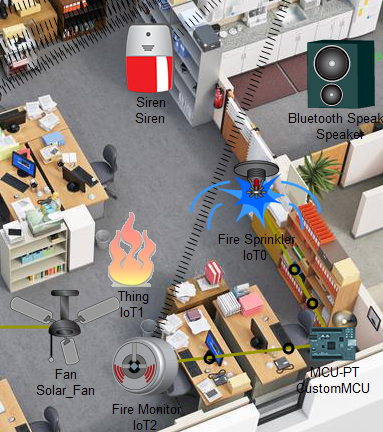 Siren
Siren
Bluetooth Speak
Speaker
Fire Sprinkler
IoT0
Thing
IoT1
Fan
Solar_Fan
MCU-PT
CustomMCU
Fire Monitor
IoT2